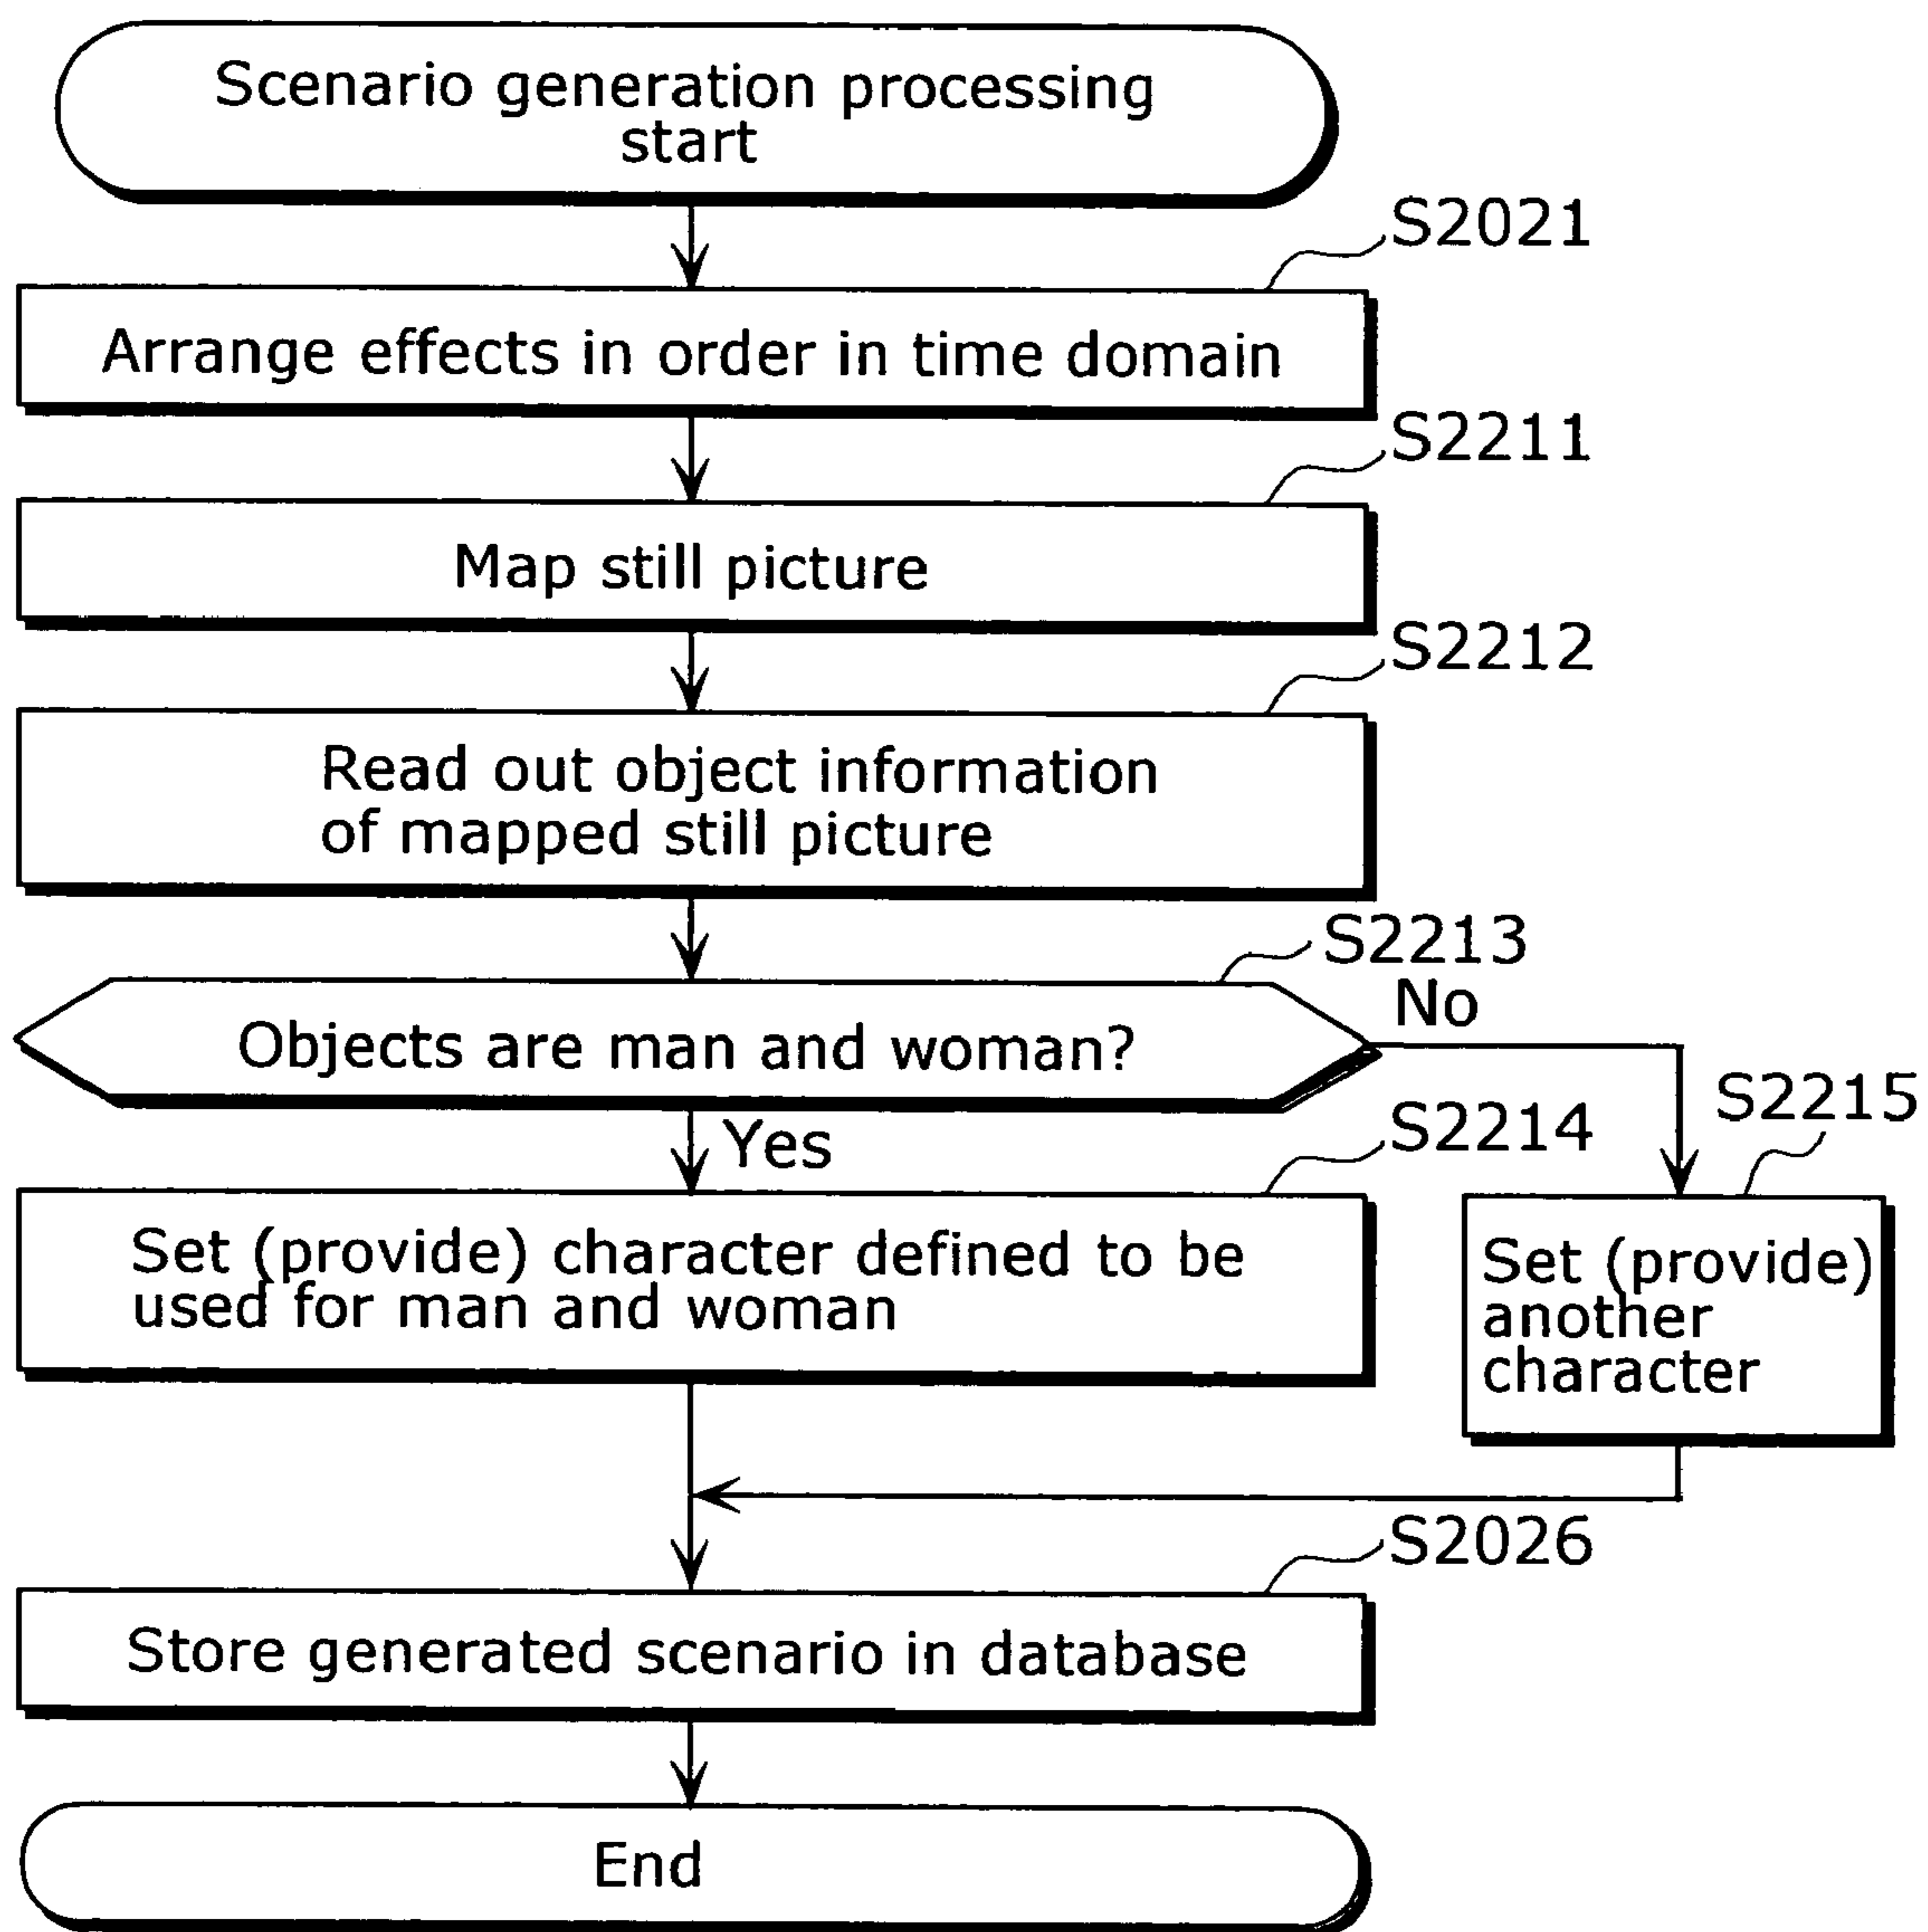 Scenario generation processing
start
S2021
Arrange effects in order in time domain
S2211
Map still picture
S2212
Read out object information
of mapped still picture
S2213
Objects are man and woman?
No
Yes
S2214
Set (provide) character defined to be
used for man and woman
S2215
Set (provide)
another
character
S2026
Store generated scenario in database
End